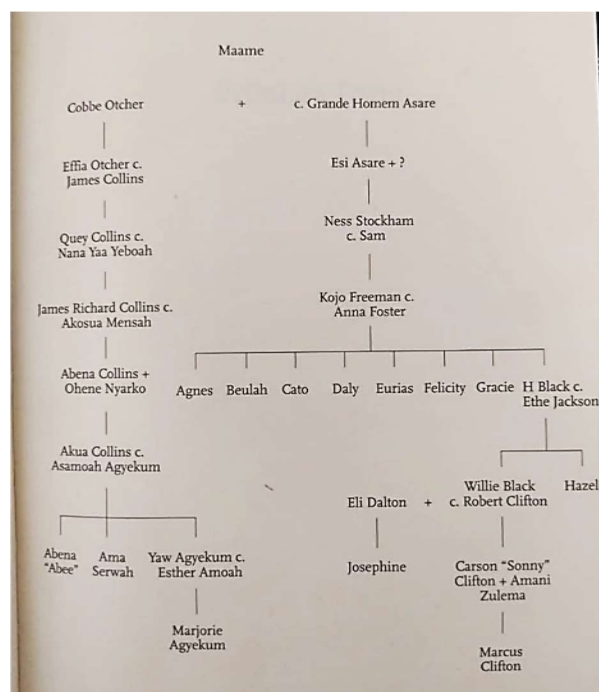 Maame
Cobbe Otcher + c. Grande Homem Asare
Effia Otcher c.
James Collins
Esi Asare + ?
Quey Collins c.
Nana Yaa Yeboah
Ness Stockham
c. Sam
James Richard Collins c.
Akosua Mensah
Kojo Freeman c.
Anna Foster
Abena Collins +
Ohene Nyarko
Agnes Beulah Cato Daly Eurias Felicity Gracie H Black c.
Ethe Jackson
Akua Collins c.
Asamoah Agyekum
Eli Dalton + Willie Black
c. Robert Clifton
Hazel
Abena
"Abee"
Ama
Serwah
Yaw Agyekum c.
Esther Amoah
Josephine
Carson "Sonny"
Clifton + Amani
Zulema
Marjorie
Agyekum
Marcus
Clifton